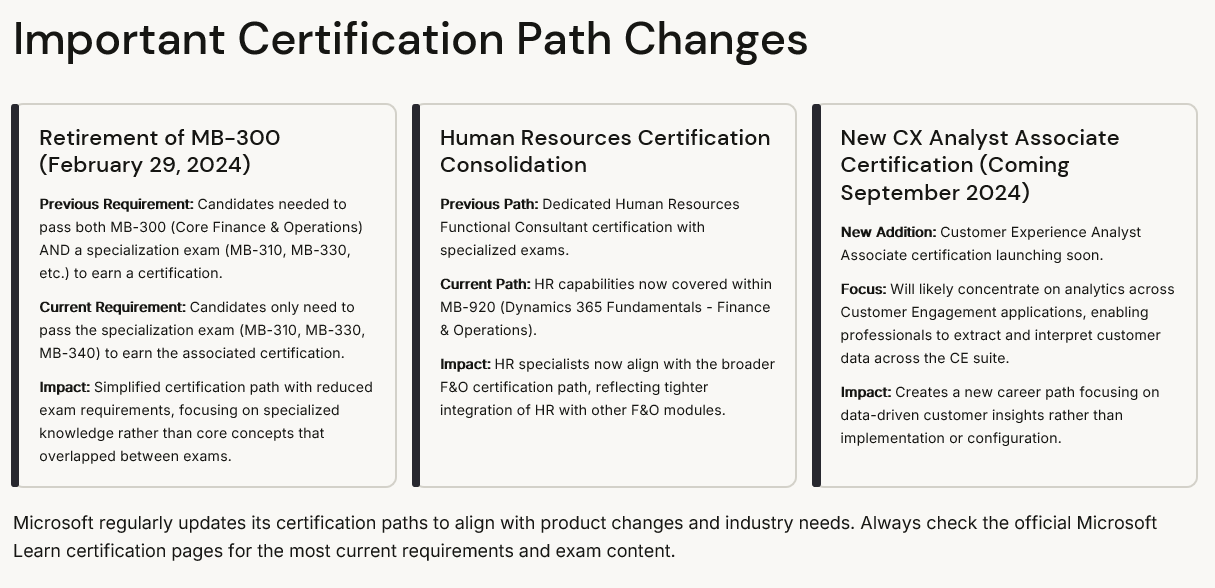 Important Certification Path Changes
Retirement of MB-300
(February 29, 2024)
Previous Requirement: Candidates needed to
pass both MB-300 (Core Finance & Operations)
AND a specialization exam (MB-310, MB-330,
etc.) to earn a certification.
Current Requirement: Candidates only need to
pass the specialization exam (MB-310, MB-330,
MB-340) to earn the associated certification.
Impact: Simplified certification path with reduced
exam requirements, focusing on specialized
knowledge rather than core concepts that
overlapped between exams.
Human Resources Certification
Consolidation
Previous Path: Dedicated Human Resources
Functional Consultant certification with
specialized exams.
Current Path: HR capabilities now covered within
MB-920 (Dynamics 365 Fundamentals - Finance
& Operations).
Impact: HR specialists now align with the broader
F&O certification path, reflecting tighter
integration of HR with other F&O modules.
New CX Analyst Associate
Certification (Coming
September 2024)
New Addition: Customer Experience Analyst
Associate certification launching soon.
Focus: Will likely concentrate on analytics across
Customer Engagement applications, enabling
professionals to extract and interpret customer
data across the CE suite.
Impact: Creates a new career path focusing on
data-driven customer insights rather than
implementation or configuration.
Microsoft regularly updates its certification paths to align with product changes and industry needs. Always check the official Microsoft
Learn certification pages for the most current requirements and exam content.